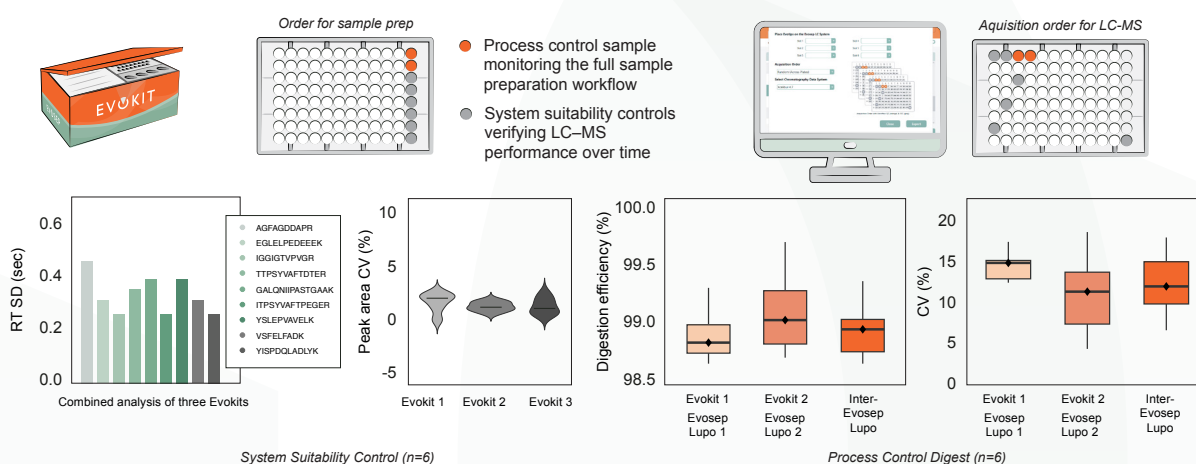 Order for sample prep
EVOKIT
EVOSEP
Process control sample
monitoring the full sample
preparation workflow
System suitability controls
verifying LC–MS
performance over time
Acquisition Order
Aquisition order for LC-MS
RT SD (sec)
0.6
0.4
0.2
0.0
AGFAGDDAPR
EGLELPEDEEEK
IGGIGTVPVGR
TTPSYVAFTDTER
GALQNIIPASTGAAK
ITPSYVAFTPEGER
YSLEPVAVELK
VSFELFADK
YISPDQLADLYK
Combined analysis of three Evokits
Peak area CV (%)
10
5
0
-5
Evokit 1
Evokit 2
Evokit 3
System Suitability Control (n=6)
Digestion efficiency (%)
100.0
99.5
99.0
98.5
Evokit 1
Evosep
Lupo 1
Evokit 2
Evosep
Lupo 2
Inter-
Evosep
Lupo
CV (%)
20
15
10
5
0
Evokit 1
Evosep
Lupo 1
Evokit 2
Evosep
Lupo 2
Inter-
Evosep
Lupo
Process Control Digest (n=6)